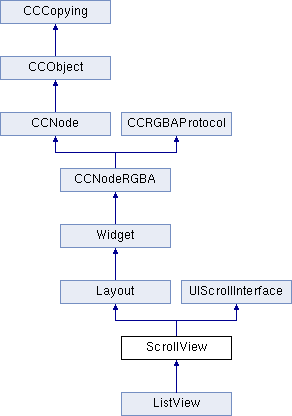 CCCopying
CCObject
CCNode
CCRGBAProtocol
CCNodeRGBA
Widget
Layout
UIScrollInterface
ScrollView
ListView